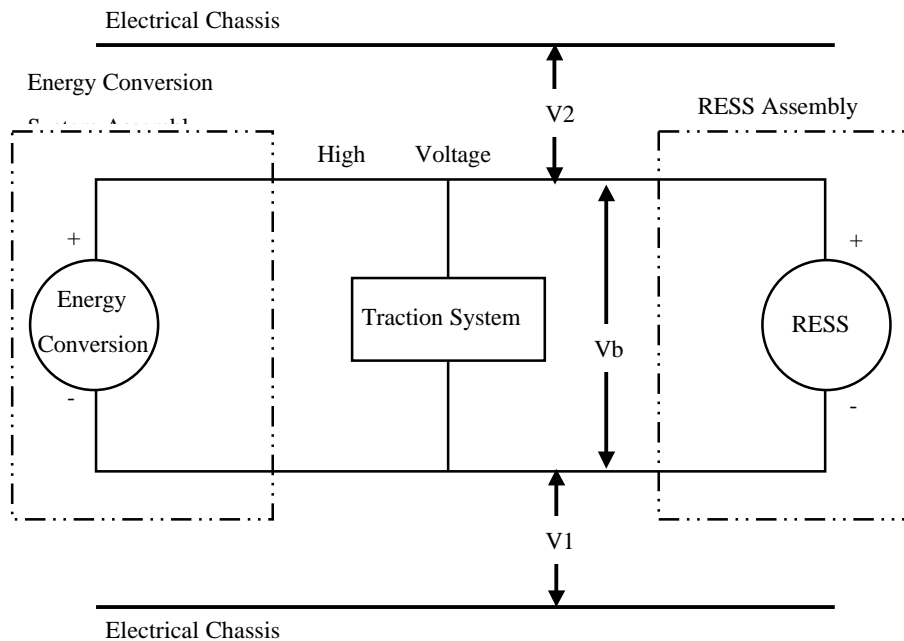 Electrical Chassis
Energy Conversion
V2
RESS Assembly
High Voltage
+
+
Energy
Conversion
Traction System
Vb
RESS
-
-
V1
Electrical Chassis